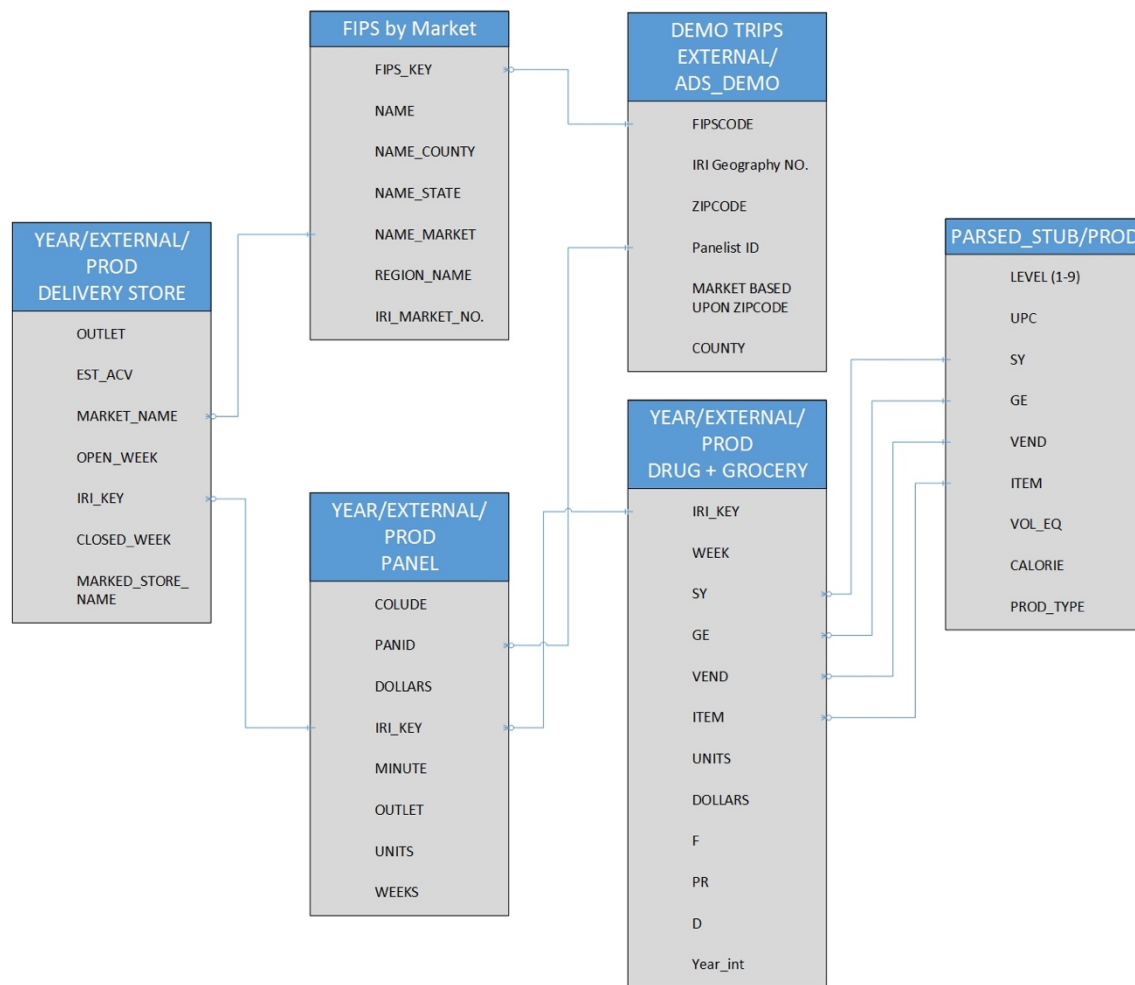 FIPS by Market
FIPS_KEY
NAME
NAME_COUNTY
NAME_STATE
NAME_MARKET
REGION_NAME
IRI_MARKET_NO.
DEMO TRIPS
EXTERNAL/
ADS_DEMO
FIPSCODE
IRI Geography NO.
ZIPCODE
Panelist ID
MARKET BASED
UPON ZIPCODE
COUNTY
YEAR/EXTERNAL/
PROD
DELIVERY STORE
OUTLET
EST_ACV
MARKET_NAME
OPEN_WEEK
IRI_KEY
CLOSED_WEEK
MARKED_STORE_
NAME
YEAR/EXTERNAL/
PROD
PANEL
COLUDE
PANID
DOLLARS
IRI_KEY
MINUTE
OUTLET
UNITS
WEEKS
YEAR/EXTERNAL/
PROD
DRUG + GROCERY
IRI_KEY
WEEK
SY
GE
VEND
ITEM
UNITS
DOLLARS
F
PR
D
Year_int
PARSED_STUB/PROD
LEVEL (1-9)
UPC
SY
GE
VEND
ITEM
VOL_EQ
CALORIE
PROD_TYPE